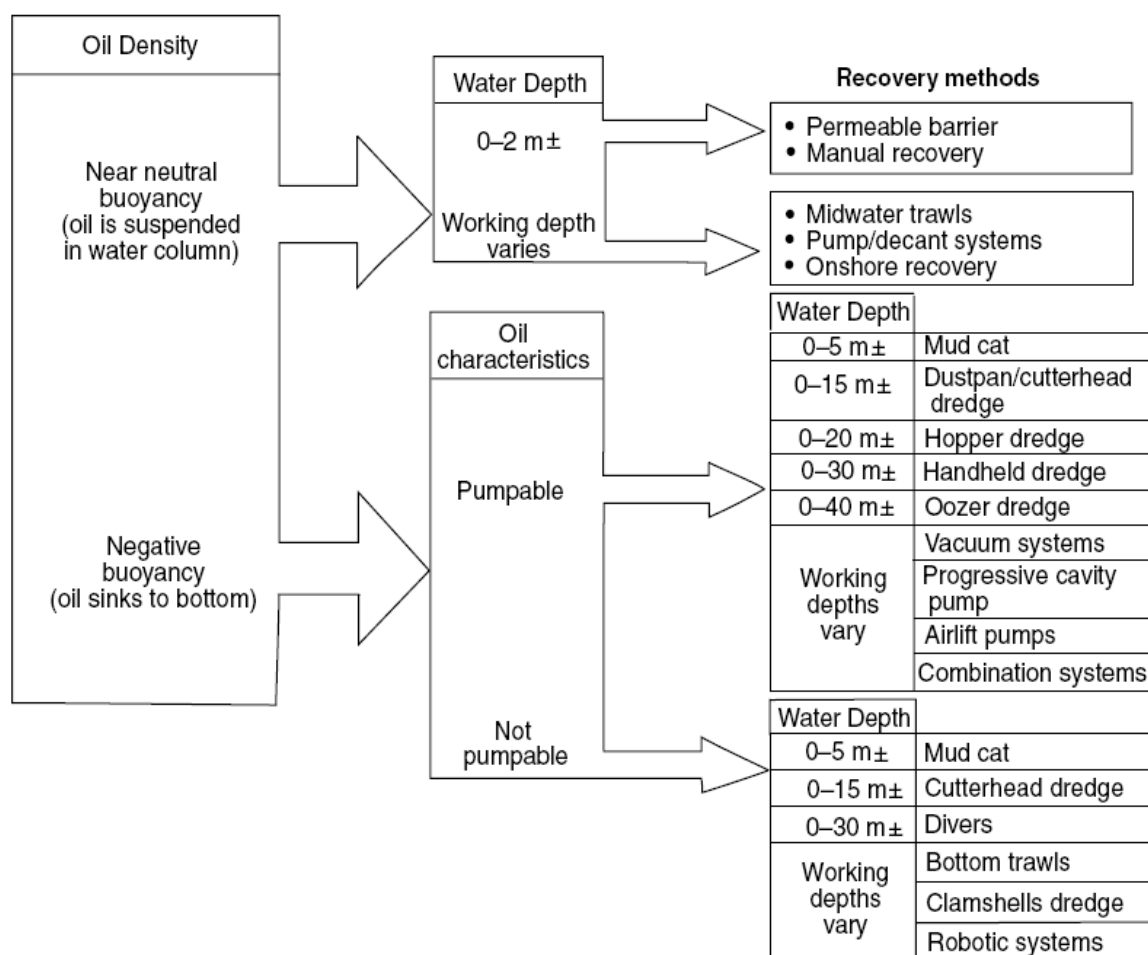 Oil Density
Near neutral
buoyancy
(oil is suspended
in water column)
Negative
buoyancy
(oil sinks to bottom)
Water Depth
0–2 m±
Working depth
varies
Oil
characteristics
Pumpable
Not
pumpable
Recovery methods
• Permeable barrier
• Manual recovery
• Midwater trawls
• Pump/decant systems
• Onshore recovery
Water Depth
0–5 m± Mud cat
0–15 m± Dustpan/cutterhead
dredge
0–20 m± Hopper dredge
0–30 m± Handheld dredge
0–40 m± Oozer dredge
Working
depths
vary
Vacuum systems
Progressive cavity
pump
Airlift pumps
Combination systems
Water Depth
0–5 m± Mud cat
0–15 m± Cutterhead dredge
0–30 m± Divers
Working
depths
vary
Bottom trawls
Clamshells dredge
Robotic systems